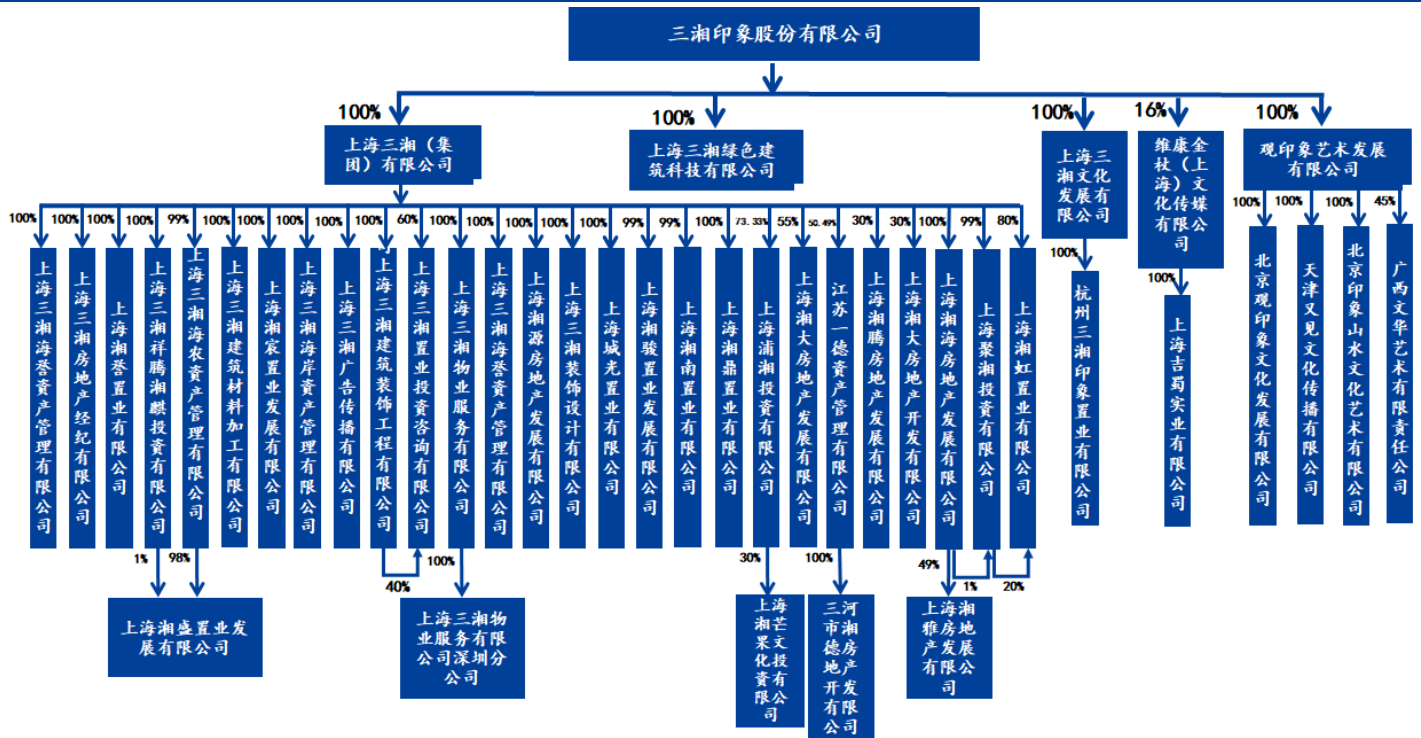 三湘印象股份有限公司
100%
100%
100%
16%
100%
上海三湘（集
团）有限公司
上海三湘绿色建
筑科技有限公司
上海三
湘文化
发展有
限公司
维康金
杖（上
海）文
化传媒
有限公
司
观印象艺术发展
有限公司
100%
100%
100%
100%
99%
100%
100%
100%
100%
100%
60%
100%
100%
100%
100%
100%
99%
99%
100%
73.33%
55%
50.49%
30%
30%
100%
99%
80%
100%
100%
100%
100%
100%
45%
上海三湘海誉资产管理有限公司
上海三湘房地产经纪有限公司
上海湘誉置业有限公司
上海三湘祥腾湘麒投资有限公司
上海三湘海农资产管理有限公司
上海三湘建筑材料加工有限公司
上海湘宸置业发展有限公司
上海三湘海岸资产管理有限公司
上海三湘广告传播有限公司
上海三湘建筑装饰工程有限公司
上海三湘置业投资咨询有限公司
上海三湘物业服务有限公司
上海三湘海誉资产管理有限公司
上海湘源房地产发展有限公司
上海三湘装饰设计有限公司
上海城光置业有限公司
上海湘骏置业发展有限公司
上海湘南置业有限公司
上海湘鼎置业有限公司
上海浦湘投资有限公司
上海湘大房地产发展有限公司
江苏一德资产管理有限公司
上海湘腾房地产发展有限公司
上海湘大房地产开发有限公司
上海湘海房地产发展有限公司
上海聚湘投资有限公司
上海湘虹置业有限公司
杭州三湘印象置业有限公司
上海吉蜀实业有限公司
北京观印象文化发展有限公司
天津又见文化传播有限公司
北京印象山水文化艺术有限公司
广西文华艺术有限责任公司
1%
98%
40%
100%
30%
100%
49%
1%
20%
上海湘盛置业发
展有限公司
上海三湘物
业服务有限
公司深圳分
公司
上海湘芒果文化投资有限公司
三河市湘德房地产开发有限公司
上海湘雅房地产发展有限公司